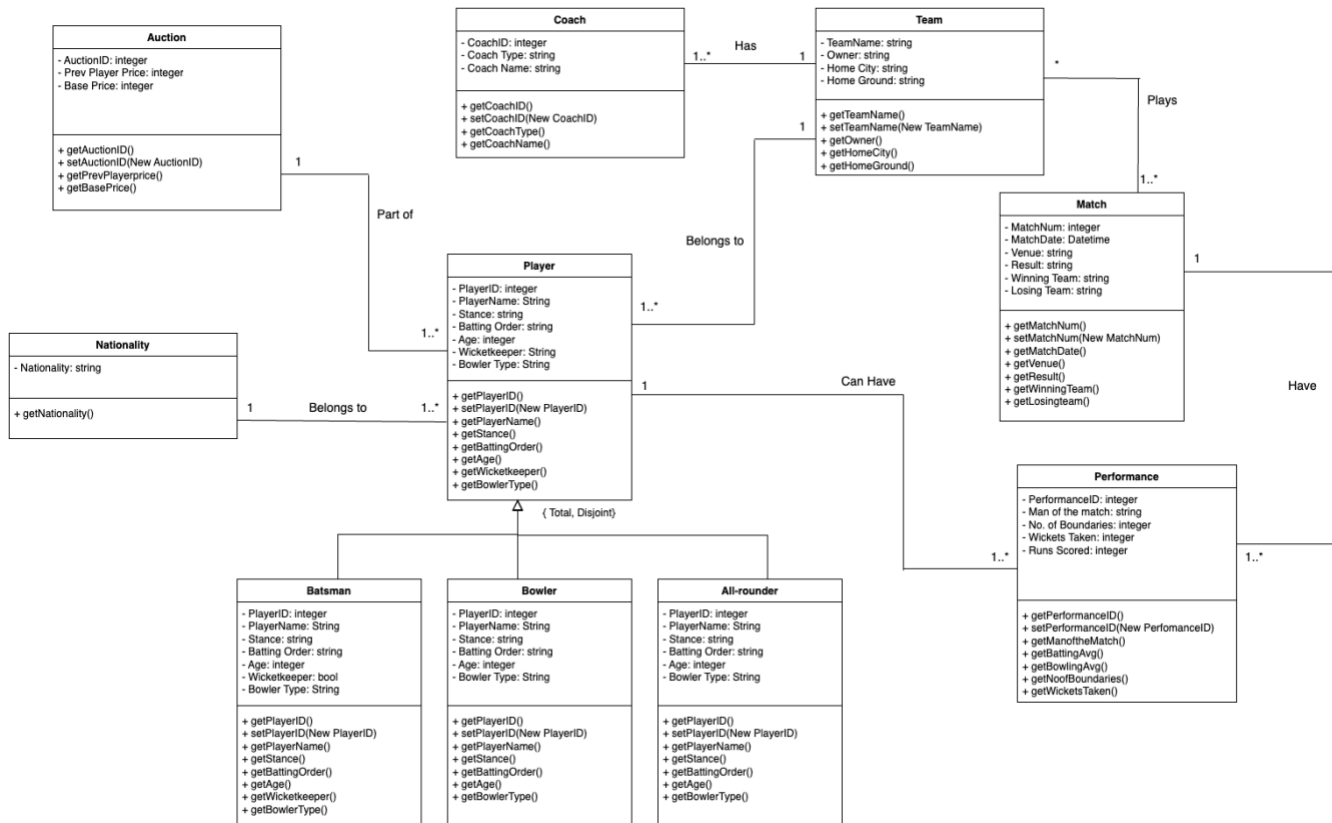 Auction
- AuctionID: integer
- Prev Player Price: integer
- Base Price: integer
+ getAuctionID()
+ setAuctionID(New AuctionID)
+ getPrevPlayerprice()
+ getBasePrice()
1
Part of
1..*
Coach
- CoachID: integer
- Coach Type: string
- Coach Name: string
+ getCoachID()
+ setCoachID(New CoachID)
+ getCoachType()
+ getCoachName()
Has
1..*
1
Team
- TeamName: string
- Owner: string
- Home City: string
- Home Ground: string
+ getTeamName()
+ setTeamName(New TeamName)
+ getOwner()
+ getHomeCity()
+ getHomeGround()
*
Plays
1..*
1
Belongs to
1..*
Match
- MatchNum: integer
- MatchDate: Datetime
- Venue: string
- Result: string
- Winning Team: string
- Losing Team: string
+ getMatchNum()
+ setMatchNum(New MatchNum)
+ getMatchDate()
+ getVenue()
+ getResult()
+ getWinningTeam()
+ getLosingteam()
1
Have
1..*
Nationality
- Nationality: string
+ getNationality()
1
Belongs to
1..*
Player
- PlayerID: integer
- PlayerName: String
- Stance: string
- Batting Order: string
- Age: integer
- Wicketkeeper: String
- Bowler Type: String
+ getPlayerID()
+ setPlayerID(New PlayerID)
+ getPlayerName()
+ getStance()
+ getBattingOrder()
+ getAge()
+ getWicketkeeper()
+ getBowlerType()
1
Can Have
1..*
{ Total, Disjoint}
Performance
- PerformanceID: integer
- Man of the match: string
- No. of Boundaries: integer
- Wickets Taken: integer
- Runs Scored: integer
+ getPerformanceID()
+ setPerformanceID(New PerfomanceID)
+ getManoftheMatch()
+ getBattingAvg()
+ getBowlingAvg()
+ getNoofBoundaries()
+ getWicketsTaken()
Batsman
- PlayerID: integer
- PlayerName: String
- Stance: string
- Batting Order: string
- Age: integer
- Wicketkeeper: bool
- Bowler Type: String
+ getPlayerID()
+ setPlayerID(New PlayerID)
+ getPlayerName()
+ getStance()
+ getBattingOrder()
+ getAge()
+ getWicketkeeper()
+ getBowlerType()
Bowler
- PlayerID: integer
- PlayerName: String
- Stance: string
- Batting Order: string
- Age: integer
- Bowler Type: String
+ getPlayerID()
+ setPlayerID(New PlayerID)
+ getPlayerName()
+ getStance()
+ getBattingOrder()
+ getAge()
+ getBowlerType()
All-rounder
- PlayerID: integer
- PlayerName: String
- Stance: string
- Batting Order: string
- Age: integer
- Bowler Type: String
+ getPlayerID()
+ setPlayerID(New PlayerID)
+ getPlayerName()
+ getStance()
+ getBattingOrder()
+ getAge()
+ getBowlerType()